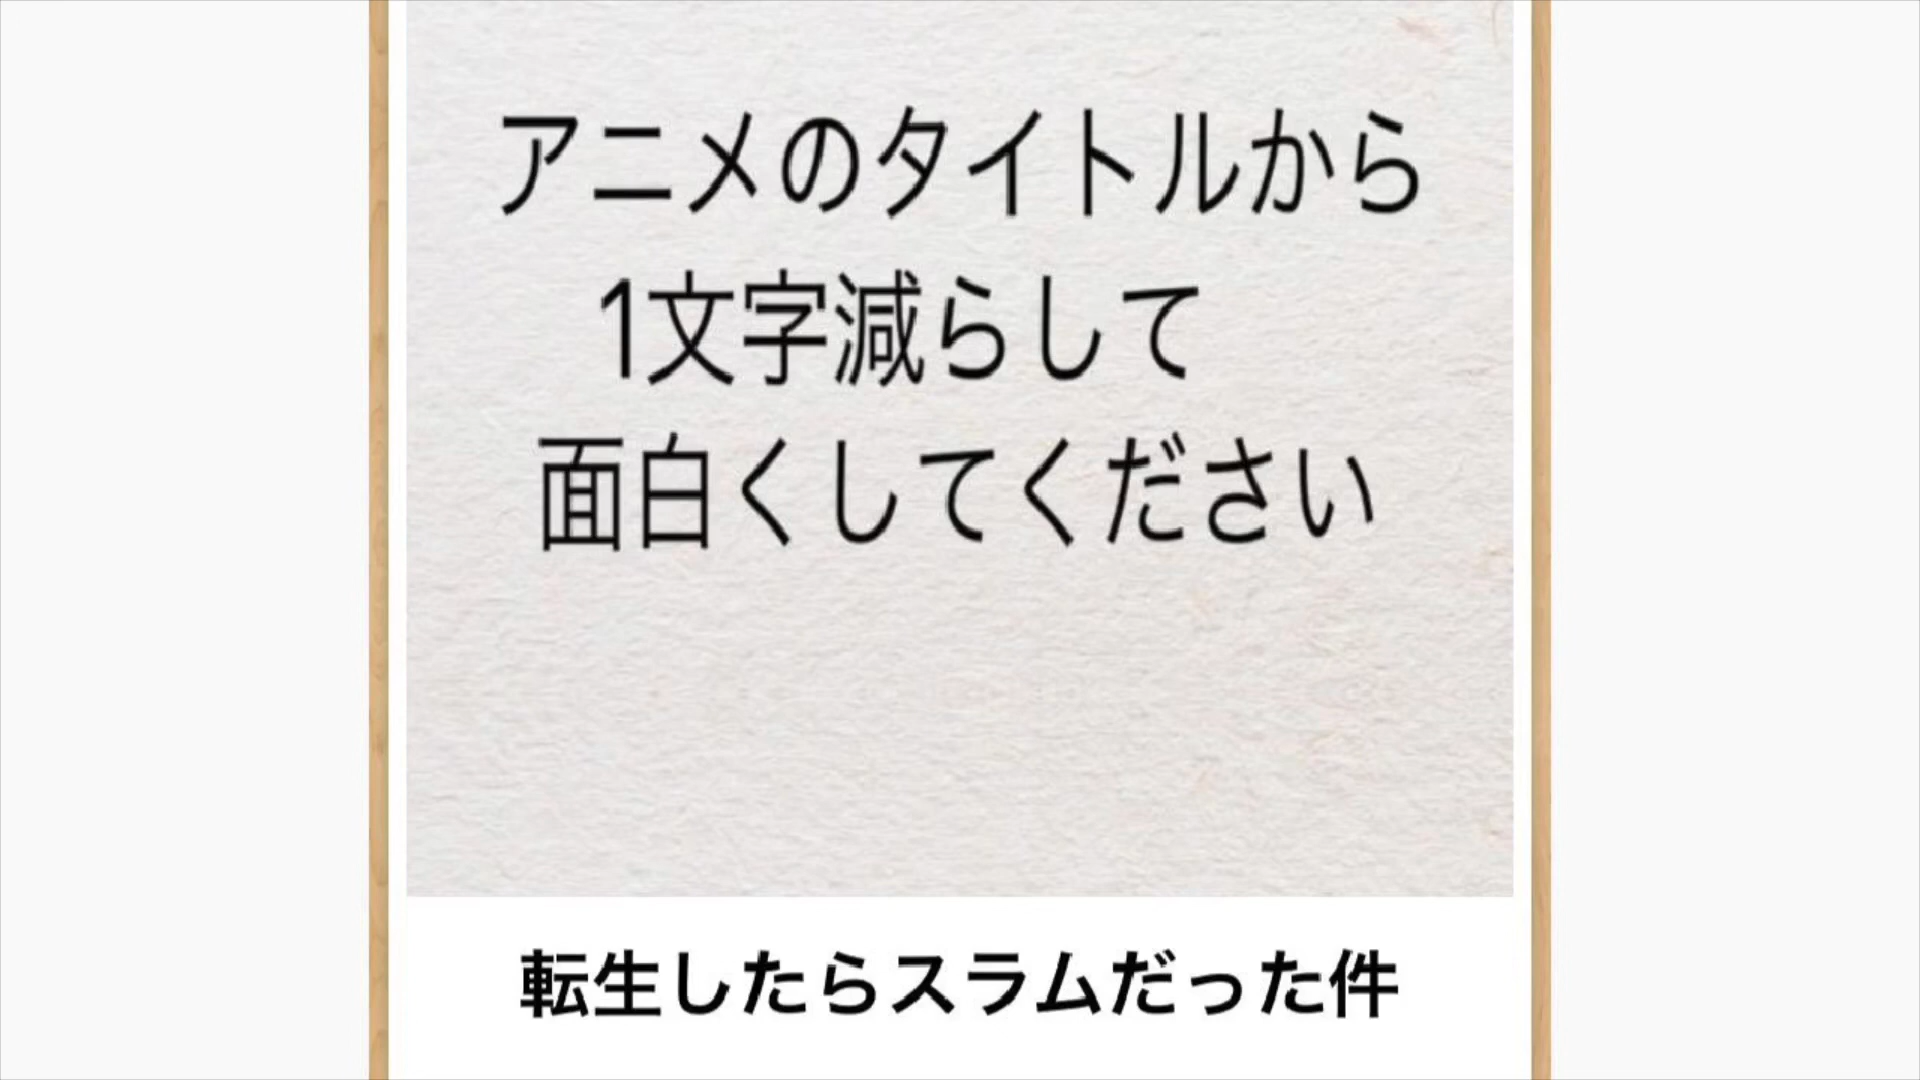 アニメのタイトルから
1文字減らして
面白くしてください
転生したらスラムだった件